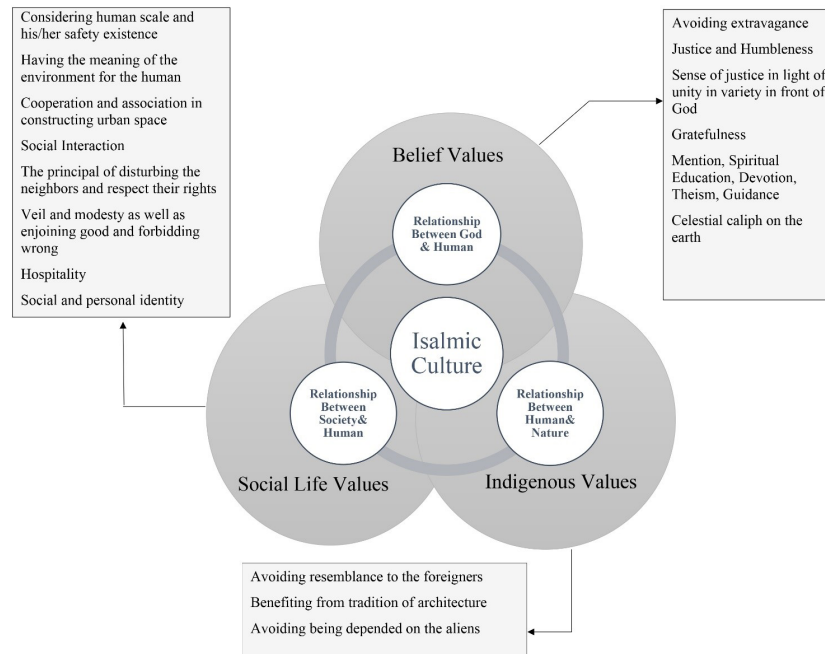 Considering human scale and
his/her safety existence
Having the meaning of the
environment for the human
Cooperation and association in
constructing urban space
Social Interaction
The principal of disturbing the
neighbors and respect their rights
Veil and modesty as well as
enjoining good and forbidding
wrong
Hospitality
Social and personal identity
Avoiding extravagance
Justice and Humbleness
Sense of justice in light of
unity in variety in front of
God
Gratefulness
Mention, Spiritual
Education, Devotion,
Theism, Guidance
Celestial caliph on the
earth
Belief Values
Relationship
Between God
& Human
Isalmic
Culture
Relationship
Between
Society&
Human
Relationship
Between
Human&
Nature
Social Life Values
Indigenous Values
Avoiding resemblance to the foreigners
Benefiting from tradition of architecture
Avoiding being depended on the aliens